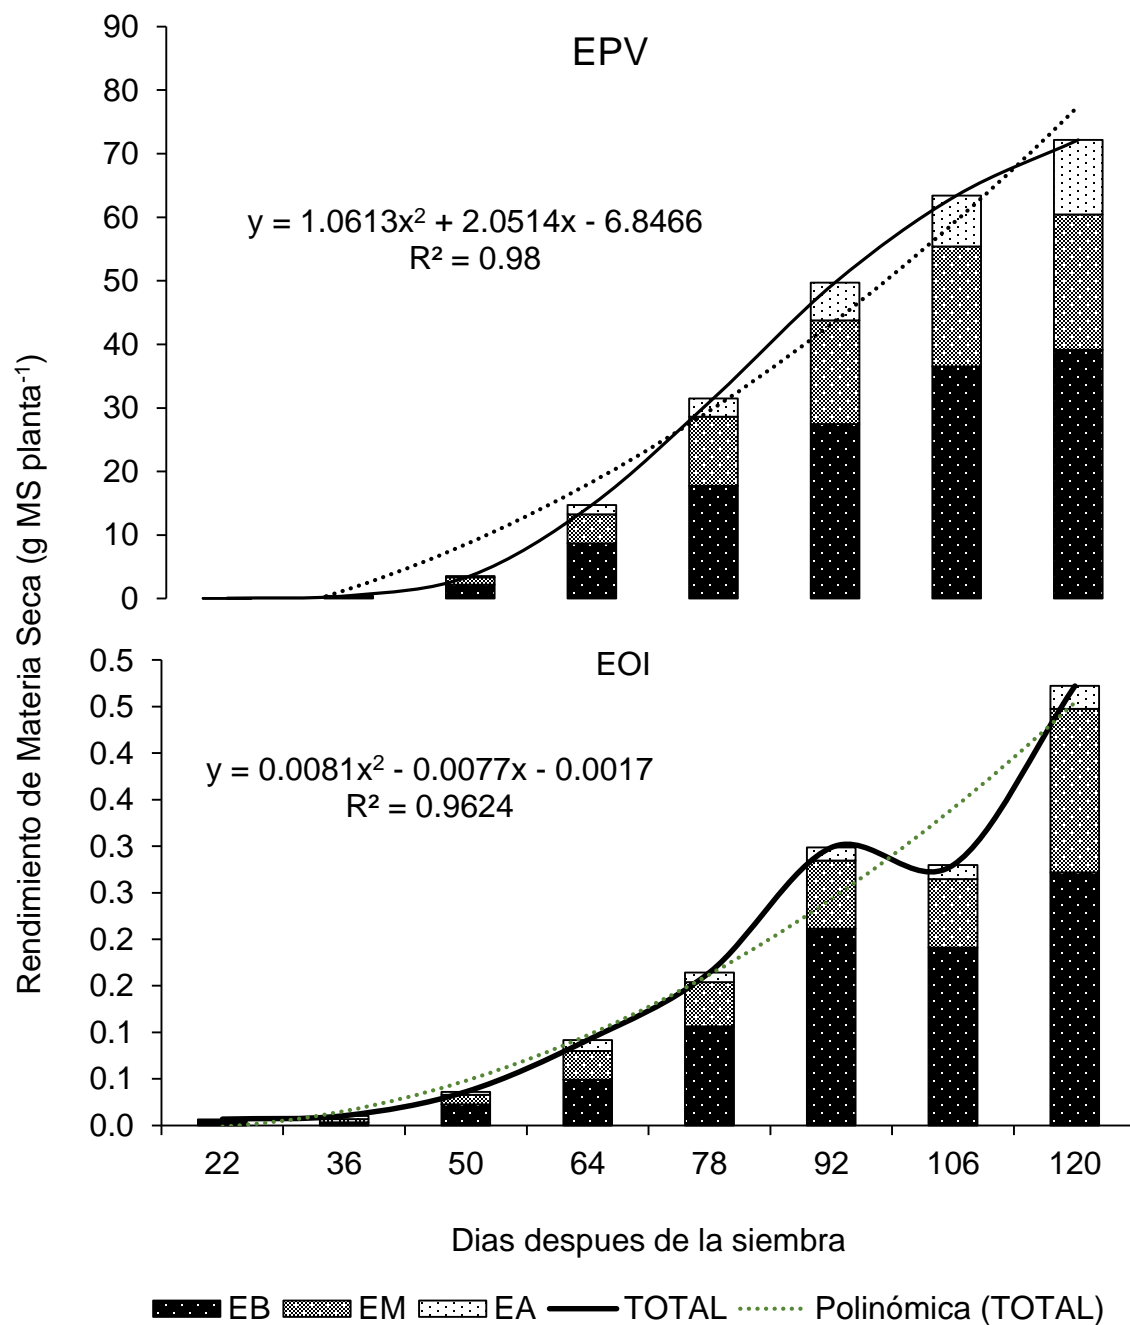 EPV
90
80
70
60
50
40
30
20
10
0
y = 1.0613x² + 2.0514x - 6.8466
R² = 0.98
Rendimiento de Materia Seca (g MS planta⁻¹)
EOI
0.5
0.5
0.4
0.4
0.3
0.3
0.2
0.2
0.1
0.1
0.0
y = 0.0081x² - 0.0077x - 0.0017
R² = 0.9624
22 36 50 64 78 92 106 120
Dias despues de la siembra
EB EM EA TOTAL Polinómica (TOTAL)